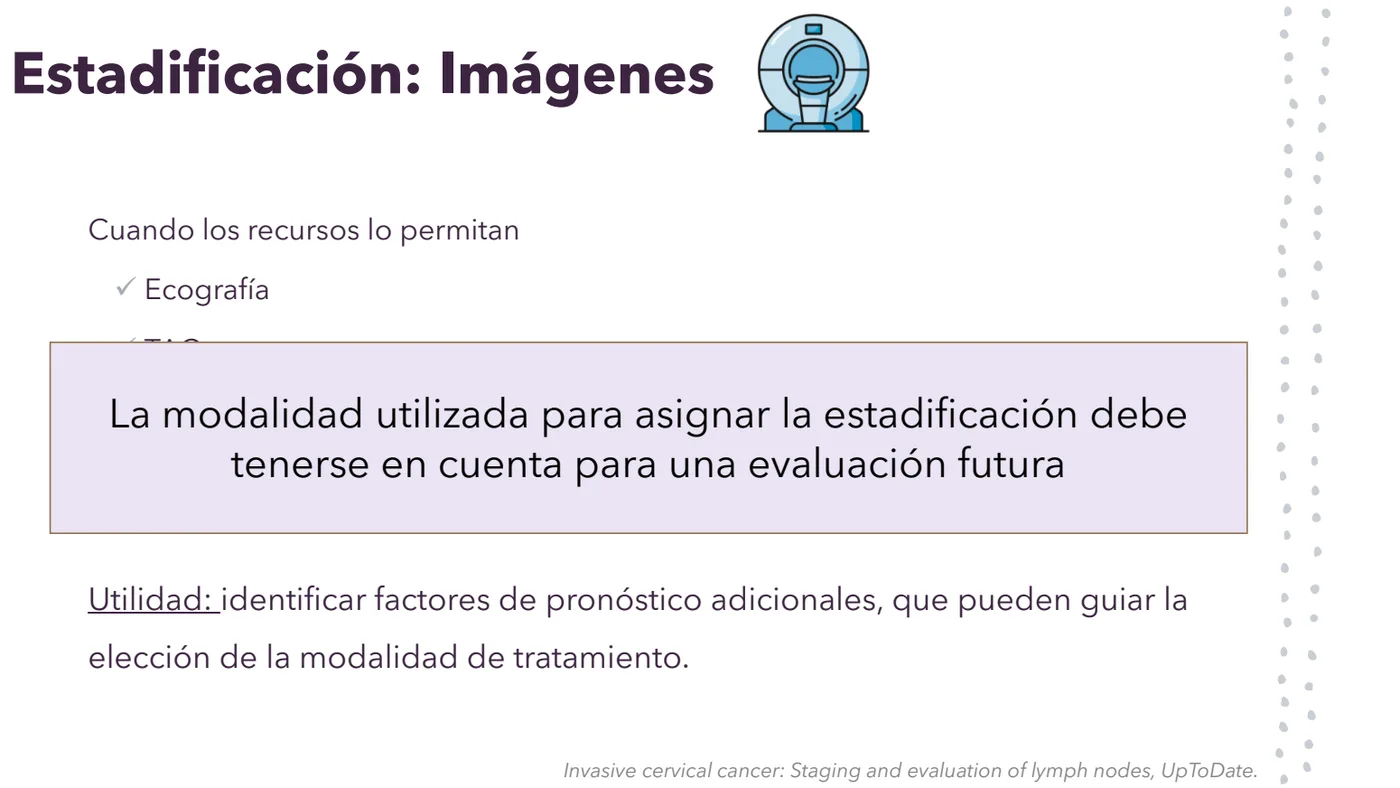 Estadificación: Imágenes
Cuando los recursos lo permitan
✓ Ecografía
La modalidad utilizada para asignar la estadificación debe
tenerse en cuenta para una evaluación futura
Utilidad: identificar factores de pronóstico adicionales, que pueden guiar la
elección de la modalidad de tratamiento.
Invasive cervical cancer: Staging and evaluation of lymph nodes, UpToDate.